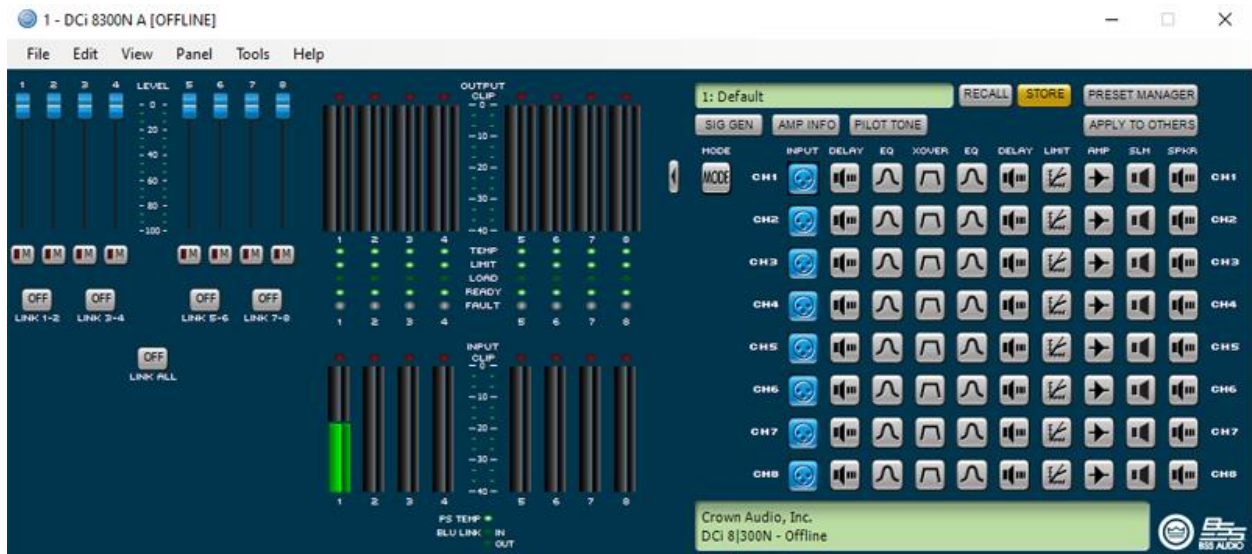 1 - DCi 8300N A [OFFLINE]
File Edit View Panel Tools Help
1 2 3 4 LEVEL 5 6 7 8
- 0 -
- 20 -
- 40 -
- 60 -
- 80 -
-100-
M M M M M M M M
OFF OFF OFF OFF
LINK 1-2 LINK 3-4 LINK 5-6 LINK 7-8
OFF
LINK ALL
OUTPUT
CLIP
- 0 -
-10-
-20-
-30-
-40-
1 2 3 4 5 6 7 8
TEMP
LIMIT
LOAD
READY
FAULT
1 2 3 4 5 6 7 8
INPUT
CLIP
- 0 -
-10-
-20-
-30-
-40-
1 2 3 4 5 6 7 8
PS TEMP
BLU LINK IN
OUT
1: Default RECALL STORE PRESET MANAGER
SIG GEN AMP INFO PILOT TONE APPLY TO OTHERS
MODE INPUT DELAY EQ XOVER EQ DELAY LIMIT AMP SLM SPKR
MODE CH1 CH1
CH2 CH2
CH3 CH3
CH4 CH4
CH5 CH5
CH6 CH6
CH7 CH7
CH8 CH8
Crown Audio, Inc.
DCi 8|300N - Offline
BSS AUDIO